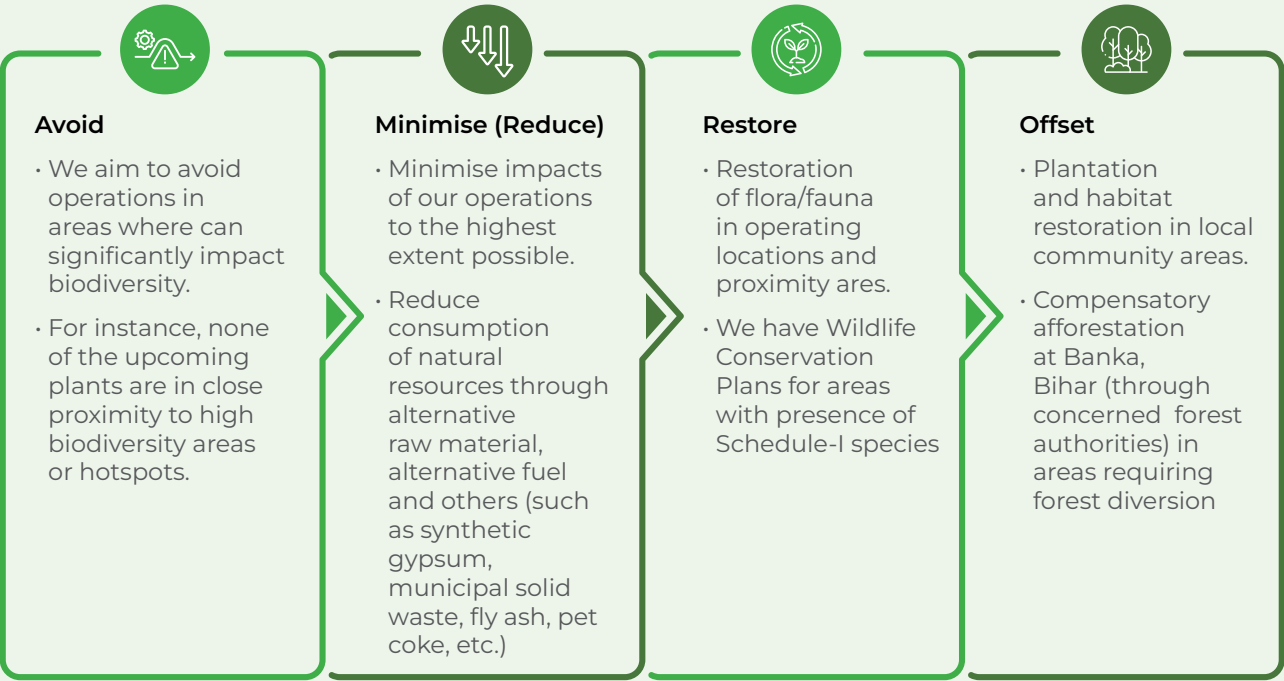 Avoid
· We aim to avoid
operations in
areas where can
significantly impact
biodiversity.
· For instance, none
of the upcoming
plants are in close
proximity to high
biodiversity areas
or hotspots.
Minimise (Reduce)
· Minimise impacts
of our operations
to the highest
extent possible.
· Reduce
consumption
of natural
resources through
alternative
raw material,
alternative fuel
and others (such
as synthetic
gypsum,
municipal solid
waste, fly ash, pet
coke, etc.)
Restore
· Restoration
of flora/fauna
in operating
locations and
proximity ares.
· We have Wildlife
Conservation
Plans for areas
with presence of
Schedule-I species
Offset
· Plantation
and habitat
restoration in local
community areas.
· Compensatory
afforestation
at Banka,
Bihar (through
concerned forest
authorities) in
areas requiring
forest diversion